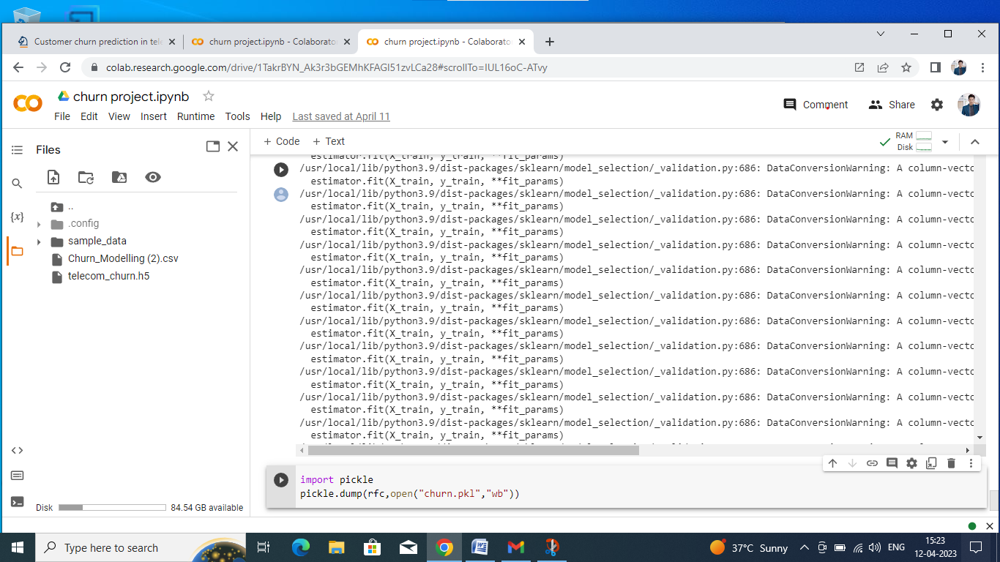 Customer churn prediction in tele
churn project.ipynb - Colaborato
churn project.ipynb - Colaborato
colab.research.google.com/drive/1TakrBYN_Ak3r3bGEMhKFAGI51zvLCa28#scrollTo=IUL16oC-ATvy
churn project.ipynb
File Edit View Insert Runtime Tools Help Last saved at April 11
Comment
Share
Files
+ Code + Text
RAM
Disk
..
.config
sample_data
Churn_Modelling (2).csv
telecom_churn.h5
{x}
Disk 84.54 GB available
estimator.fit(X_train, y_train, **fit_params)
/usr/local/lib/python3.9/dist-packages/sklearn/model_selection/_validation.py:686: DataConversionWarning: A column-vecto
estimator.fit(X_train, y_train, **fit_params)
/usr/local/lib/python3.9/dist-packages/sklearn/model_selection/_validation.py:686: DataConversionWarning: A column-vecto
estimator.fit(X_train, y_train, **fit_params)
/usr/local/lib/python3.9/dist-packages/sklearn/model_selection/_validation.py:686: DataConversionWarning: A column-vecto
estimator.fit(X_train, y_train, **fit_params)
/usr/local/lib/python3.9/dist-packages/sklearn/model_selection/_validation.py:686: DataConversionWarning: A column-vecto
estimator.fit(X_train, y_train, **fit_params)
/usr/local/lib/python3.9/dist-packages/sklearn/model_selection/_validation.py:686: DataConversionWarning: A column-vecto
estimator.fit(X_train, y_train, **fit_params)
/usr/local/lib/python3.9/dist-packages/sklearn/model_selection/_validation.py:686: DataConversionWarning: A column-vecto
estimator.fit(X_train, y_train, **fit_params)
/usr/local/lib/python3.9/dist-packages/sklearn/model_selection/_validation.py:686: DataConversionWarning: A column-vecto
estimator.fit(X_train, y_train, **fit_params)
/usr/local/lib/python3.9/dist-packages/sklearn/model_selection/_validation.py:686: DataConversionWarning: A column-vecto
estimator.fit(X_train, y_train, **fit_params)
/usr/local/lib/python3.9/dist-packages/sklearn/model_selection/_validation.py:686: DataConversionWarning: A column-vecto
estimator.fit(X_train, y_train, **fit_params)
/usr/local/lib/python3.9/dist-packages/sklearn/model_selection/_validation.py:686: DataConversionWarning: A column-vecto
estimator.fit(X_train, y_train, **fit_params)
/usr/local/lib/python3.9/dist-packages/sklearn/model_selection/_validation.py:686: DataConversionWarning: A column-vecto
estimator.fit(X_train, y_train, **fit_params)
import pickle
pickle.dump(rfc,open("churn.pkl","wb"))
Type here to search
37°C Sunny
ENG
15:23
12-04-2023